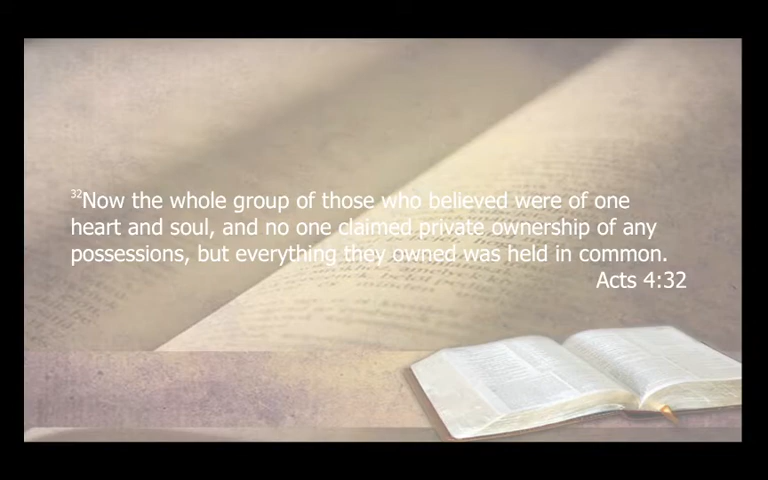 32Now the whole group of those who believed were of one
heart and soul, and no one claimed private ownership of any
possessions, but everything they owned was held in common.
Acts 4:32